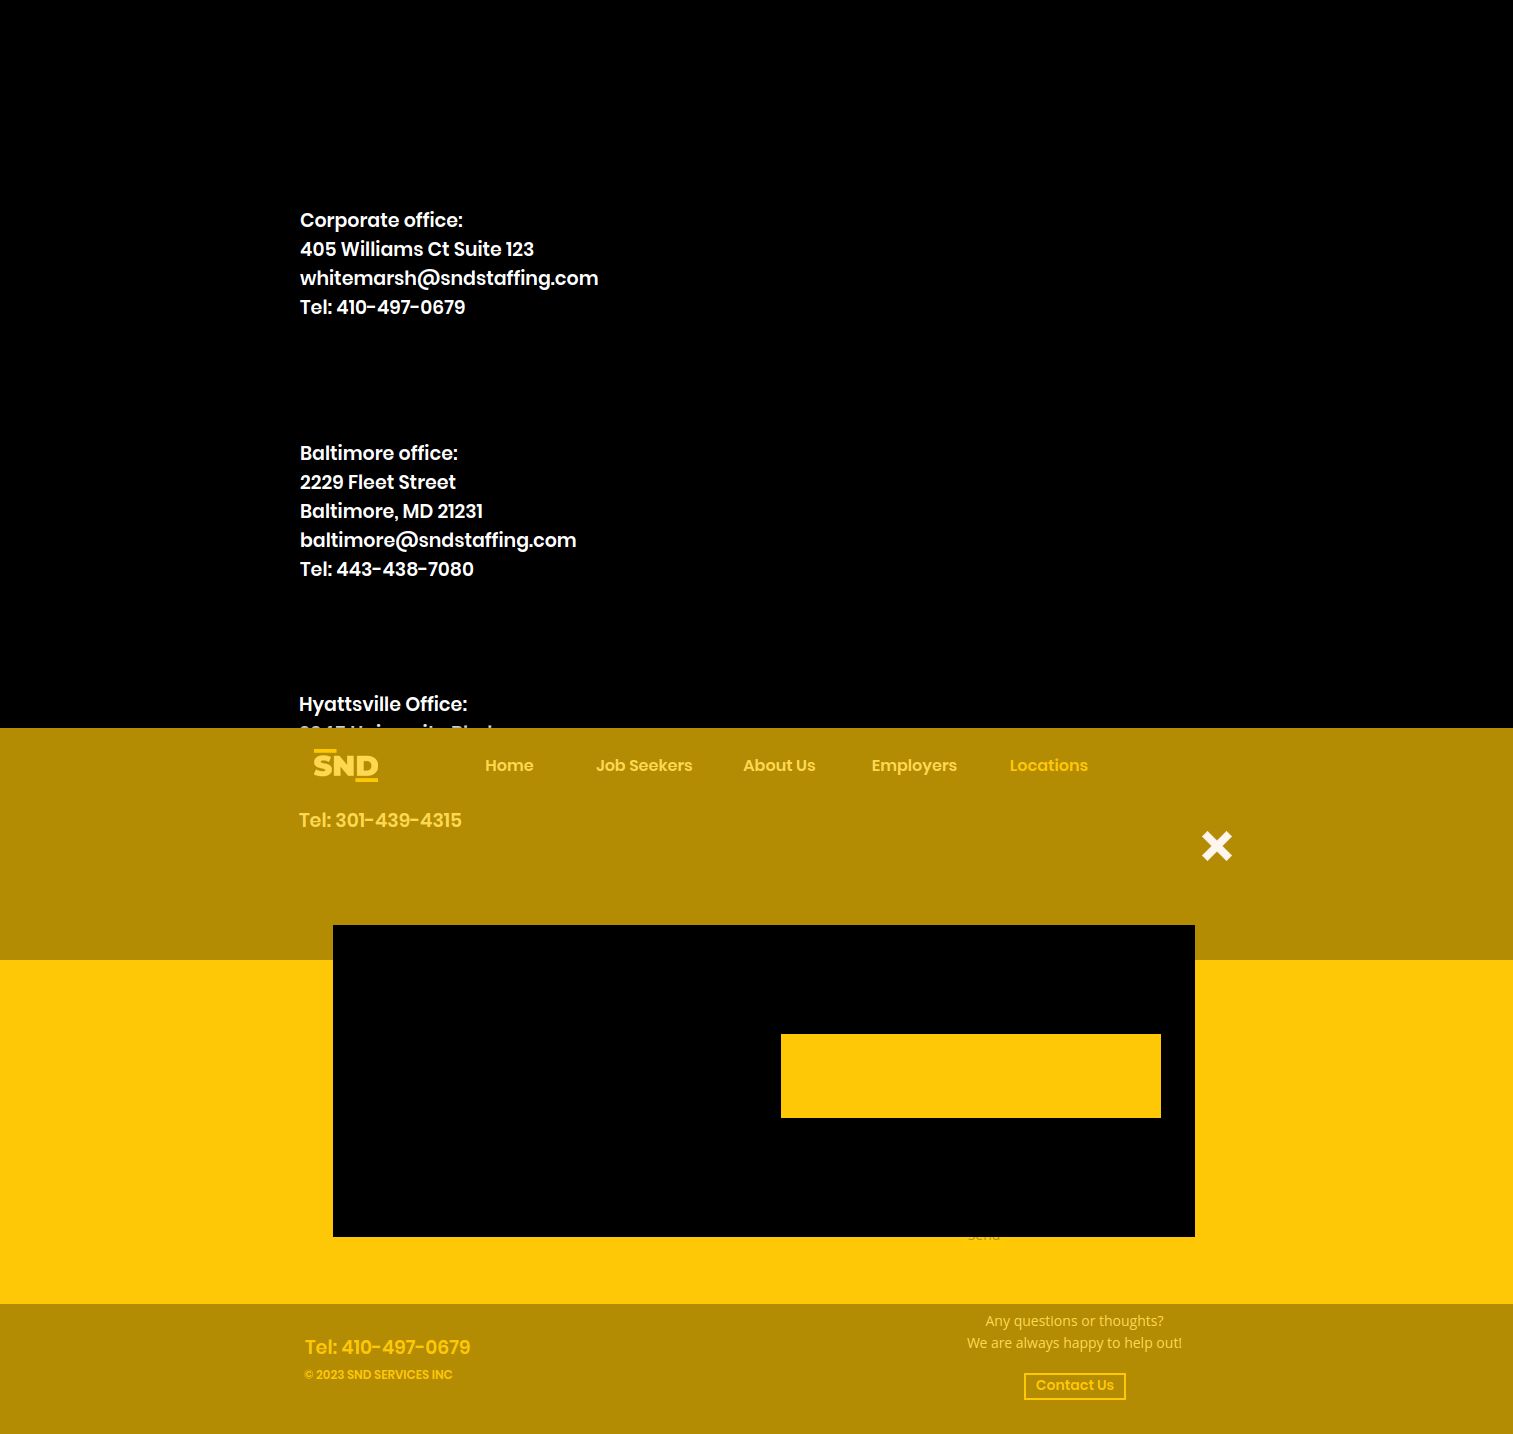 Corporate office:
405 Williams Ct Suite 123
whitemarsh@sndstaffing.com
Tel: 410-497-0679
Baltimore office:
2229 Fleet Street
Baltimore, MD 21231
baltimore@sndstaffing.com
Tel: 443-438-7080
Hyattsville Office:
SND Home Job Seekers About Us Employers Locations
Tel: 301-439-4315
Tel: 410-497-0679
© 2023 SND SERVICES INC
Any questions or thoughts?
We are always happy to help out!
Contact Us